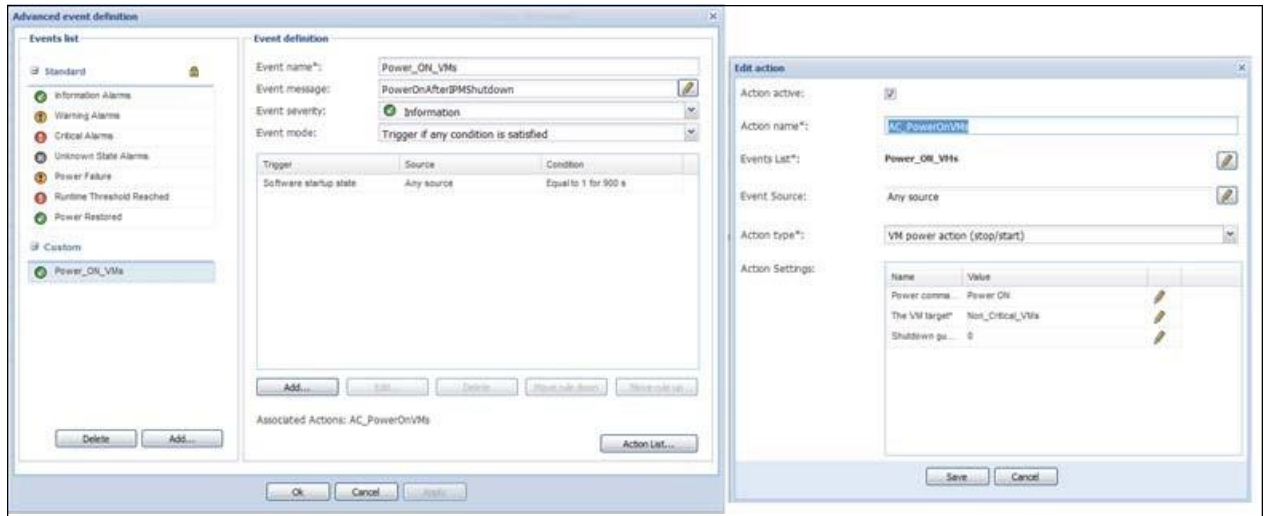 Advanced event definition
Events list
Standard
Information Alarms
Warning Alarms
Critical Alarms
Unknown State Alarms
Power Failure
Runtime Threshold Reached
Power Restored
Custom
Power_ON_VMs
Delete
Add...
Event definition
Event name*: Power_ON_VMs
Event message: PowerOnAfterIPMShutdown
Event severity: Information
Event mode: Trigger if any condition is satisfied
Trigger Source Condition
Software startup state Any source Equal to 1 for 900 s
Add... Edit... Delete Move rule down Move rule up
Associated Actions: AC_PowerOnVMs
Action List...
Ok Cancel Apply
Edit action
Action active:
Action name*: AC_PowerOnVMs
Events List*: Power_ON_VMs
Event Source: Any source
Action type*: VM power action (stop/start)
Action Settings:
Name Value
Power comma... Power ON
The VM target* Non_Critical_VMs
Shutdown gu... 0
Save Cancel